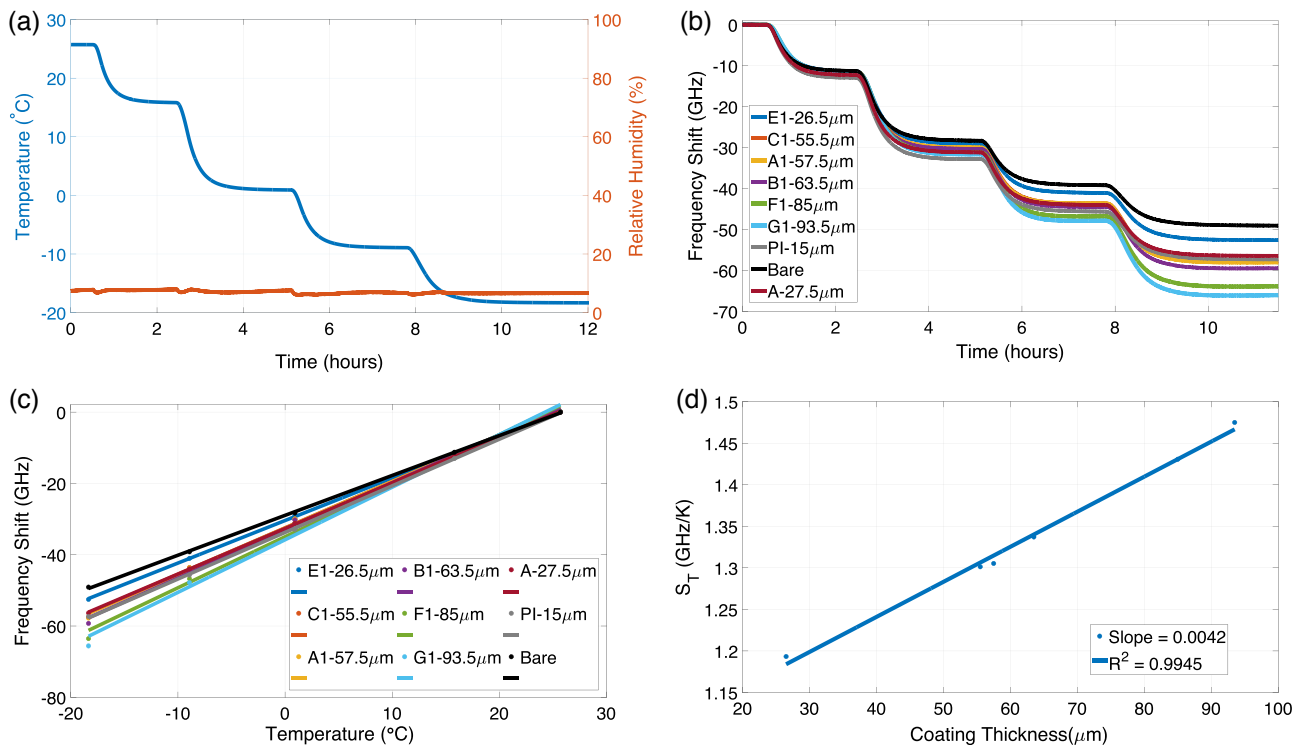 (a)
30
20
10
0
-10
-20
Temperature (°C)
100
80
60
40
20
0
Relative Humidity (%)
0 2 4 6 8 10 12
Time (hours)
(b)
0
-10
-20
-30
-40
-50
-60
-70
Frequency Shift (GHz)
E1-26.5μm
C1-55.5μm
A1-57.5μm
B1-63.5μm
F1-85μm
G1-93.5μm
PI-15μm
Bare
A-27.5μm
0 2 4 6 8 10
Time (hours)
(c)
0
-20
-40
-60
-80
Frequency Shift (GHz)
E1-26.5μm B1-63.5μm A-27.5μm
C1-55.5μm F1-85μm PI-15μm
A1-57.5μm G1-93.5μm Bare
-20 -10 0 10 20 30
Temperature (°C)
(d)
1.5
1.45
1.4
1.35
1.3
1.25
1.2
1.15
S_T (GHz/K)
Slope = 0.0042
R² = 0.9945
20 30 40 50 60 70 80 90 100
Coating Thickness(μm)